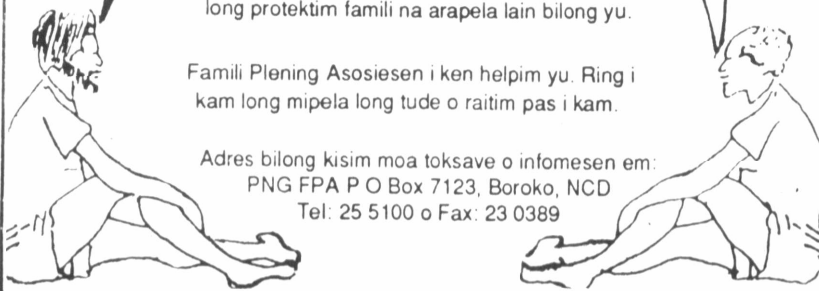 long protektim famili na arapela lain bilong yu.
Famili Plening Asosiesen i ken helpim yu. Ring i
kam long mipela long tude o raitim pas i kam.
Adres bilong kisim moa toksave o infomesen em:
PNG FPA P O Box 7123, Boroko, NCD
Tel: 25 5100 o Fax: 23 0389